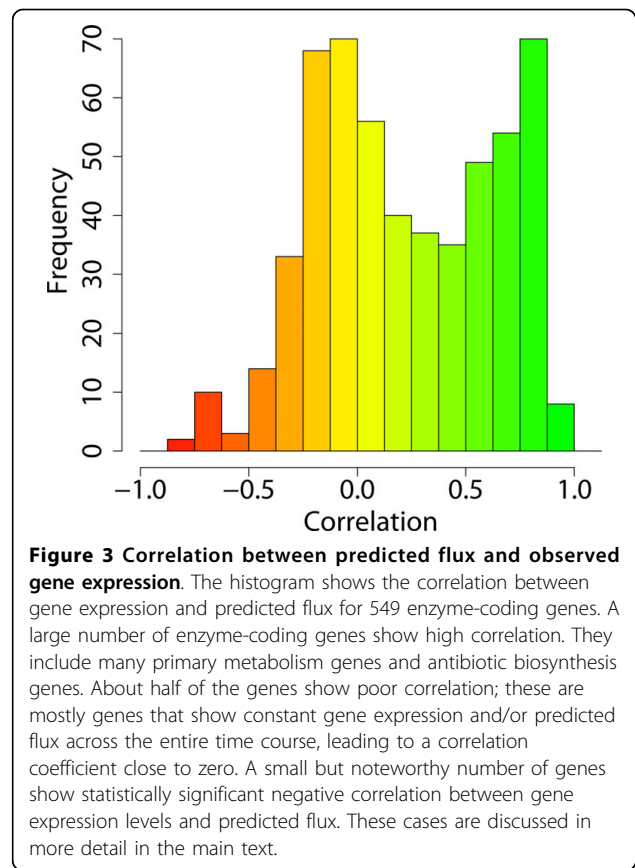 70
60
50
40
30
20
10
0
Frequency
−1.0 −0.5 0.0 0.5 1.0
Correlation
Figure 3 Correlation between predicted flux and observed
gene expression. The histogram shows the correlation between
gene expression and predicted flux for 549 enzyme-coding genes. A
large number of enzyme-coding genes show high correlation. They
include many primary metabolism genes and antibiotic biosynthesis
genes. About half of the genes show poor correlation; these are
mostly genes that show constant gene expression and/or predicted
flux across the entire time course, leading to a correlation
coefficient close to zero. A small but noteworthy number of genes
show statistically significant negative correlation between gene
expression levels and predicted flux. These cases are discussed in
more detail in the main text.